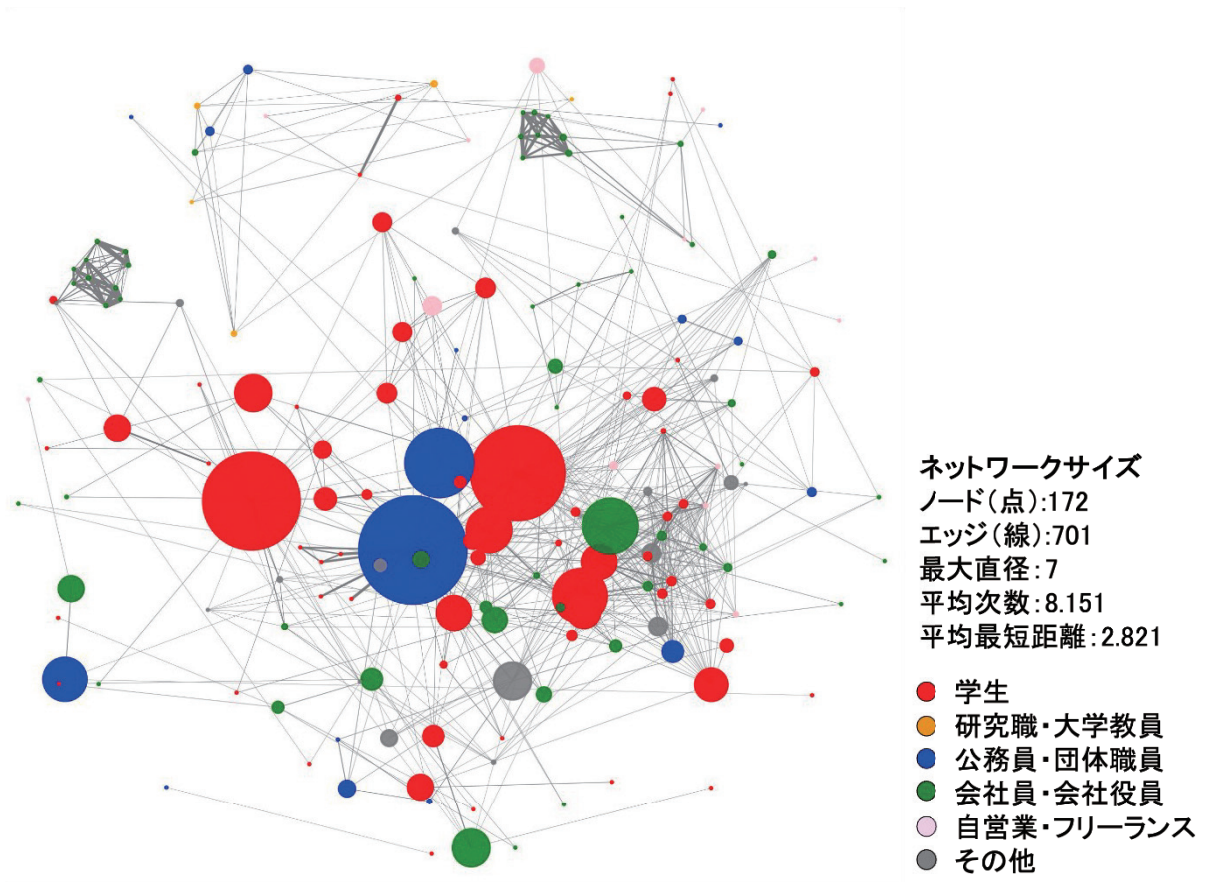 ネットワークサイズ
ノード(点):172
エッジ(線):701
最大直径:7
平均次数:8.151
平均最短距離:2.821
学生
研究職・大学教員
公務員・団体職員
会社員・会社役員
自営業・フリーランス
その他